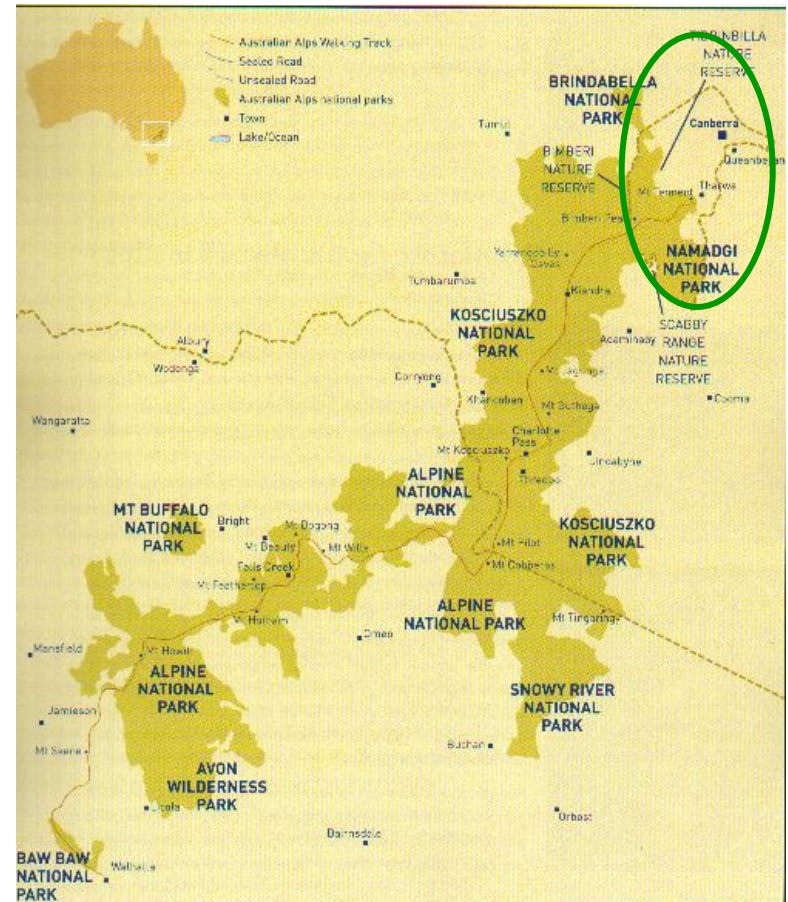 Australian Alps Walking Track
Sealed Road
Unsealed Road
Australian Alps national parks
Town
Lake/Ocean
TIDBINBILLA
NATURE
RESERVE
BRINDABELLA
NATIONAL
PARK
Canberra
Tumut
Queanbeyan
BIMBERI
NATURE
RESERVE
Mt Tennent
Tharwa
Bimberi Peak
Yarrangobilly
Caves
NAMADGI
NATIONAL
PARK
Tumbarumba
Kiandra
KOSCIUSZKO
NATIONAL
PARK
SCABBY
RANGE
NATURE
RESERVE
Adaminaby
Albury
Wodonga
Corryong
Mt Jagungal
Khancoban
Cooma
Mt Buthaya
Wangaratta
Charlotte
Pass
Mt Kosciuszko
Jindabyne
Thredbo
ALPINE
NATIONAL
PARK
MT BUFFALO
NATIONAL
PARK
Bright
Mt Bogong
KOSCIUSZKO
NATIONAL
PARK
Mt Beauty
Mt Wills
Mt Pilot
Falls Creek
Mt Cobberas
Mt Feathertop
ALPINE
NATIONAL PARK
Mt Hotham
Mt Tingaringy
Omeo
Mansfield
Mt Howitt
ALPINE
NATIONAL
PARK
SNOWY RIVER
NATIONAL
PARK
Jamieson
Mt Skene
Buchan
AVON
WILDERNESS
PARK
Licola
Orbost
Bairnsdale
BAW BAW
NATIONAL
PARK
Walhalla